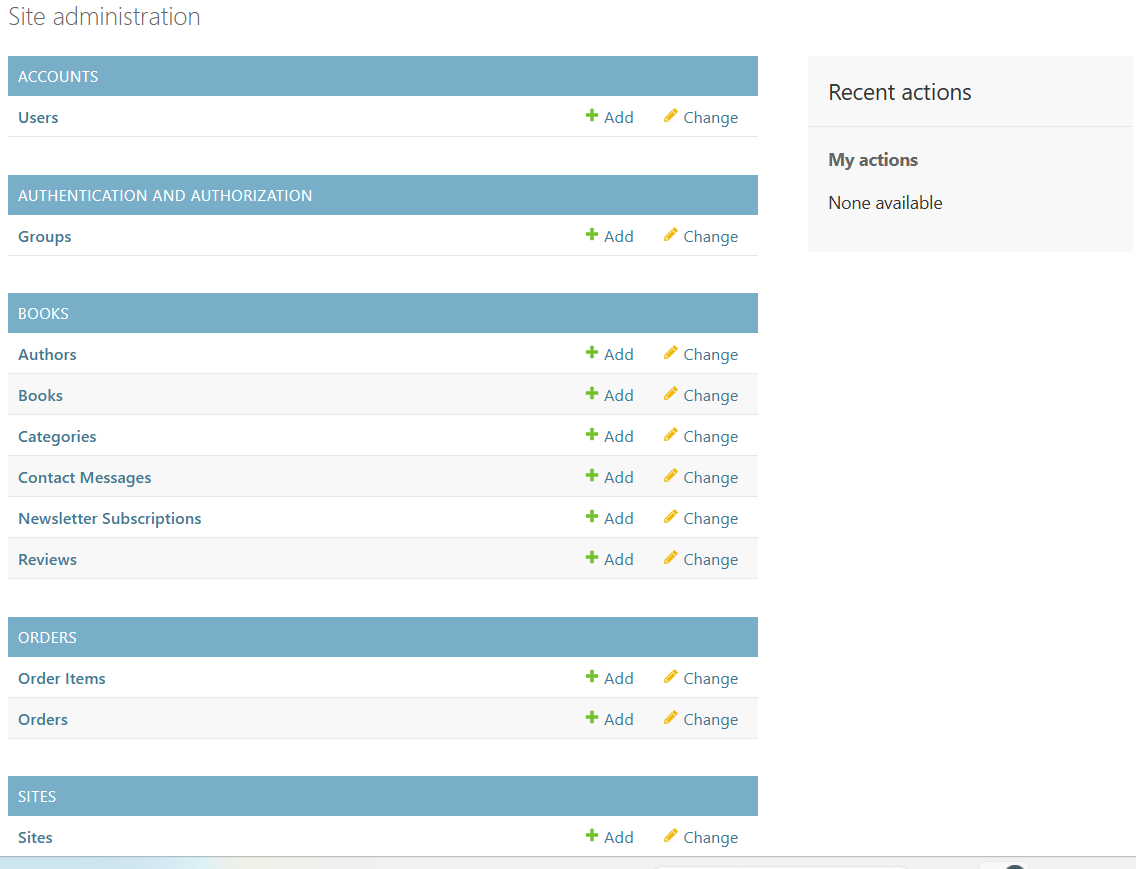 Site administration
ACCOUNTS
Users Add Change
AUTHENTICATION AND AUTHORIZATION
Groups Add Change
BOOKS
Authors Add Change
Books Add Change
Categories Add Change
Contact Messages Add Change
Newsletter Subscriptions Add Change
Reviews Add Change
ORDERS
Order Items Add Change
Orders Add Change
SITES
Sites Add Change
Recent actions
My actions
None available